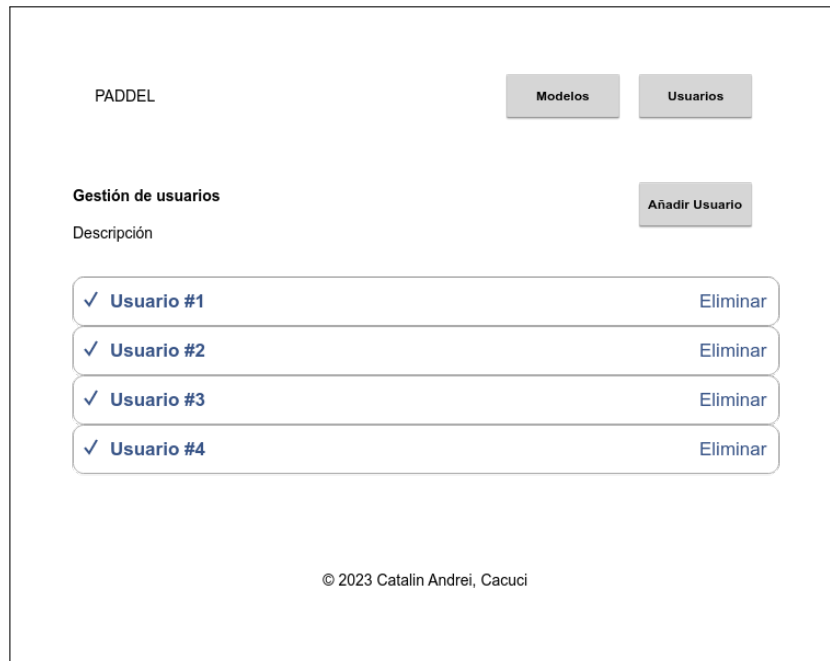 PADDEL
Modelos
Usuarios
Gestión de usuarios
Añadir Usuario
Descripción
Usuario #1 Eliminar
Usuario #2 Eliminar
Usuario #3 Eliminar
Usuario #4 Eliminar
© 2023 Catalin Andrei, Cacuci